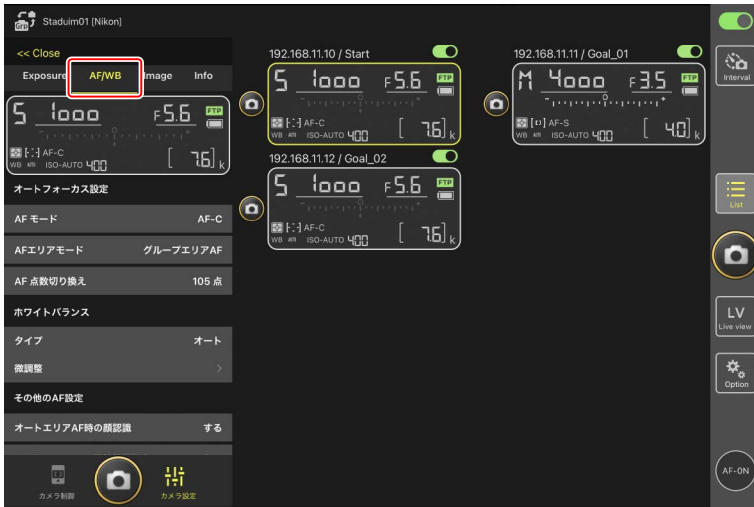 Grp
Staduim01 [Nikon]
<< Close
Exposure AF/WB Image Info
S 1000 F5.6 FTP
AF-C
WB ISO-AUTO 400 [ 7.6] k
オートフォーカス設定
AF モード AF-C
AFエリアモード グループエリアAF
AF 点数切り換え 105 点
ホワイトバランス
タイプ オート
微調整 >
その他のAF設定
オートエリアAF時の顔認識 する
カメラ制御 カメラ設定
192.168.11.10 / Start
S 1000 F5.6 FTP
AF-C
WB ISO-AUTO 400 [ 7.6] k
192.168.11.11 / Goal_01
M 4000 F3.5 FTP
AF-S
WB ISO-AUTO 400 [ 4.0] k
192.168.11.12 / Goal_02
S 1000 F5.6 FTP
AF-C
WB ISO-AUTO 400 [ 7.6] k
Interval
List
LV
Live view
Option
AF-ON